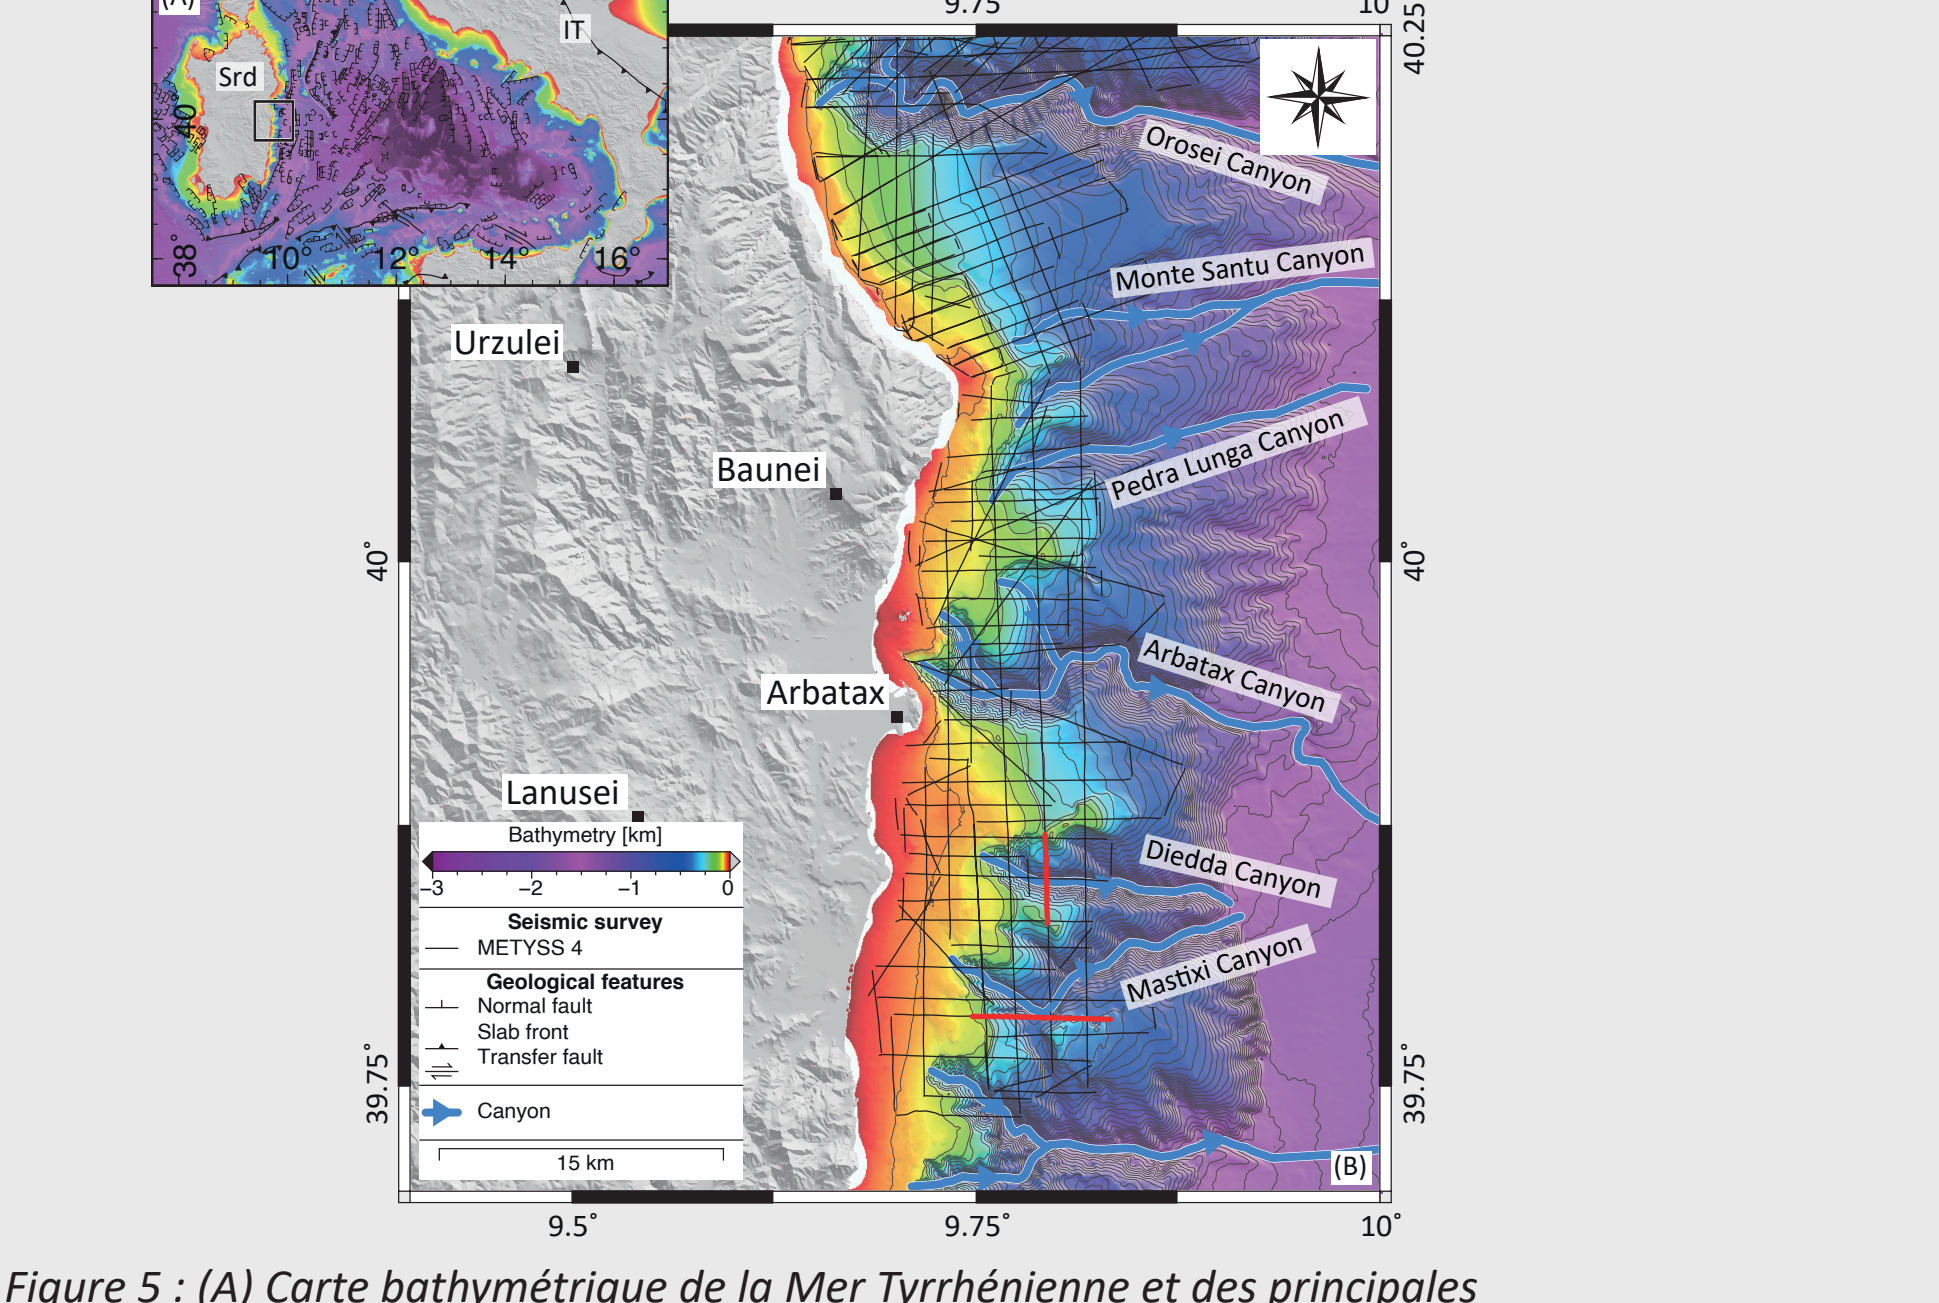 (A)
IT
Srd
40
38°
10°
12°
14°
16°
9.75
10
40.25
Orosei Canyon
Monte Santu Canyon
Urzulei
Pedra Lunga Canyon
Baunei
40°
40°
Arbatax Canyon
Arbatax
Lanusei
Bathymetry [km]
−3 −2 −1 0
Diedda Canyon
Seismic survey
METYSS 4
Mastixi Canyon
Geological features
Normal fault
Slab front
Transfer fault
39.75°
39.75°
Canyon
15 km
(B)
9.5°
9.75°
10°
Figure 5 : (A) Carte bathymétrique de la Mer Tyrrhénienne et des principales